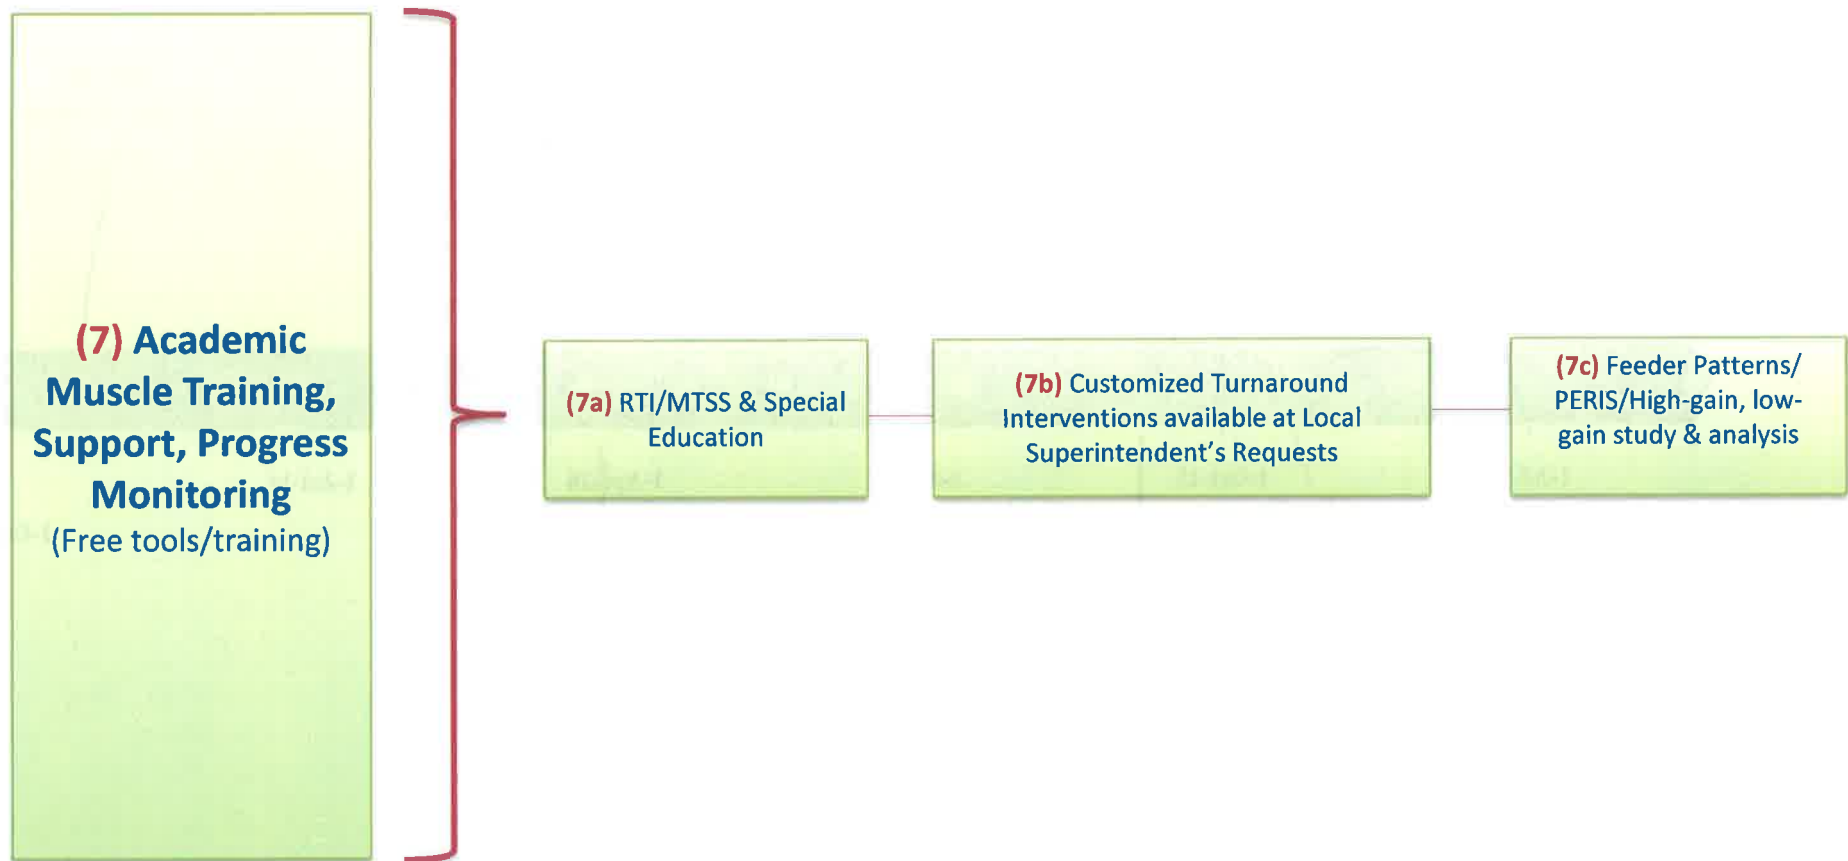 (7) Academic
Muscle Training,
Support, Progress
Monitoring
(Free tools/training)
(7a) RTI/MTSS & Special
Education
(7b) Customized Turnaround
Interventions available at Local
Superintendent's Requests
(7c) Feeder Patterns/
PERIS/High-gain, low-
gain study & analysis